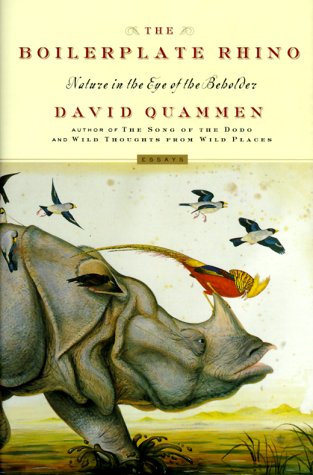 THE
BOILERPLATE RHINO
Nature in the Eye of the Beholder
DAVID QUAMMEN
AUTHOR OF THE SONG OF THE DODO
AND WILD THOUGHTS FROM WILD PLACES
ESSAYS